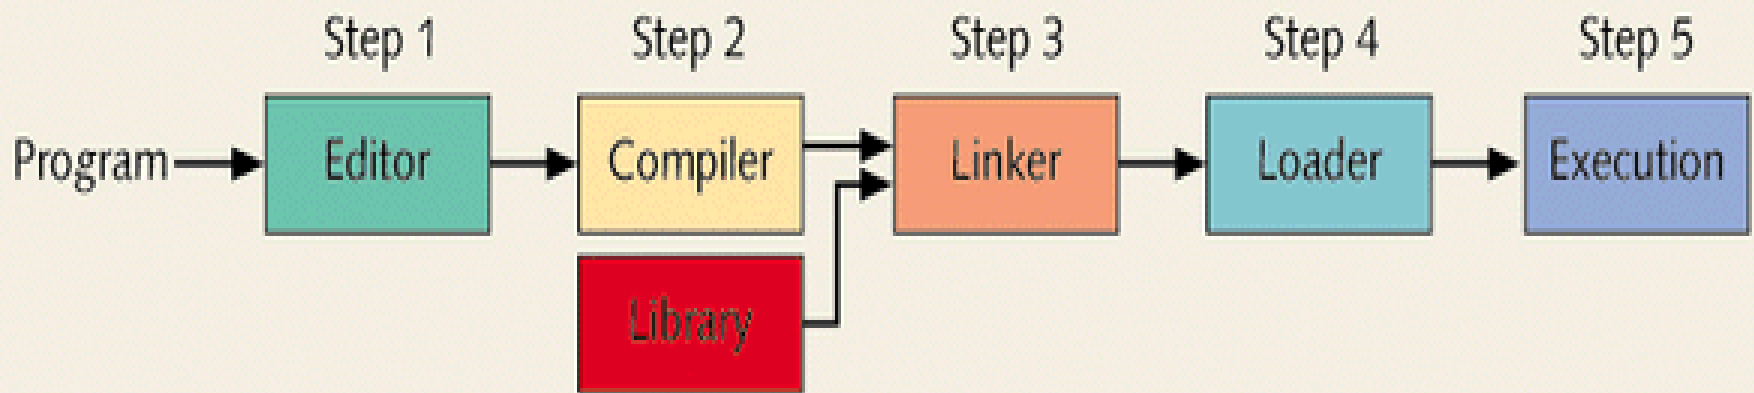 Step 1 Step 2 Step 3 Step 4 Step 5
Program Editor Compiler Linker Loader Execution
Library